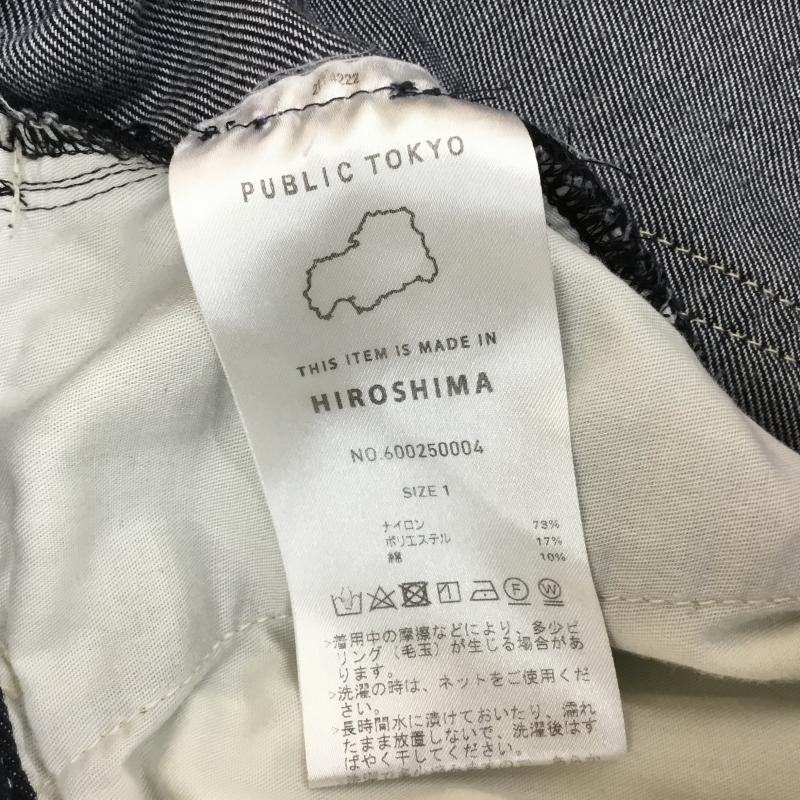 PUBLIC TOKYO
THIS ITEM IS MADE IN
HIROSHIMA
NO.600250004
SIZE 1
ナイロン 73%
ポリエステル 17%
綿 10%
F W
>着用中の摩擦などにより、多少ピ
リング（毛玉）が生じる場合があ
ります。
>洗濯の時は、ネットをご使用くだ
さい。
>長時間水に漬けておいたり、濡れ
たまま放置しないで、洗濯後はす
ばやく干してください。